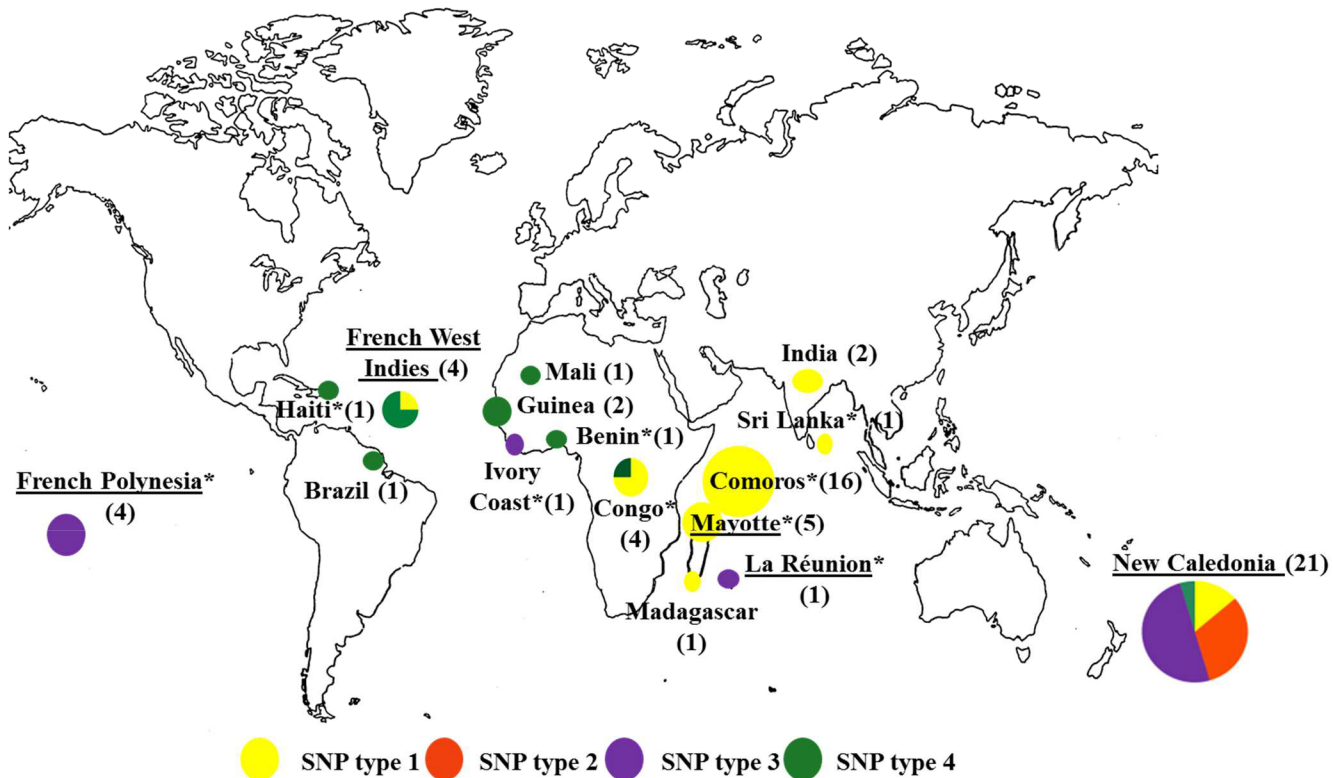 French West
Indies (4)
Haiti*(1)
Brazil (1)
French Polynesia*
(4)
Mali (1)
Guinea (2)
Benin*(1)
Ivory
Coast*(1)
Congo*
(4)
India (2)
Sri Lanka* (1)
Comoros*(16)
Mayotte*(5)
La Réunion*
(1)
Madagascar
(1)
New Caledonia (21)
SNP type 1 SNP type 2 SNP type 3 SNP type 4